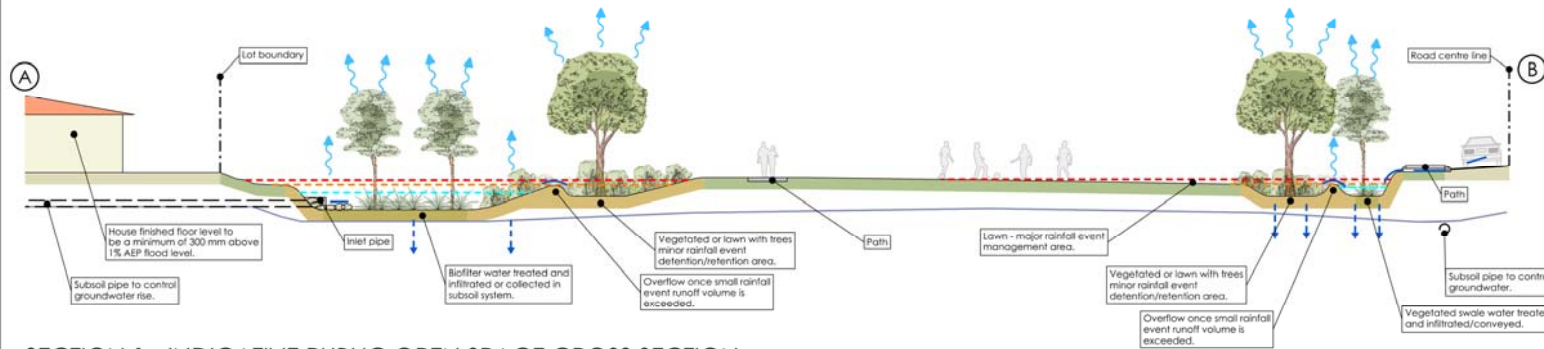 A
Lot boundary
Road centre line
B
House finished floor level to
be a minimum of 300 mm above
1% AEP flood level.
Inlet pipe
Subsoil pipe to control
groundwater rise.
Biofilter water treated and
infiltrated or collected in
subsoil system.
Vegetated or lawn with trees
minor rainfall event
detention/retention area.
Overflow once small rainfall
event runoff volume is
exceeded.
Path
Lawn - major rainfall event
management area.
Vegetated or lawn with trees
minor rainfall event
detention/retention area.
Overflow once small rainfall
event runoff volume is
exceeded.
Path
Subsoil pipe to contro
groundwater.
Vegetated swale water treate
and infiltrated/conveyed.